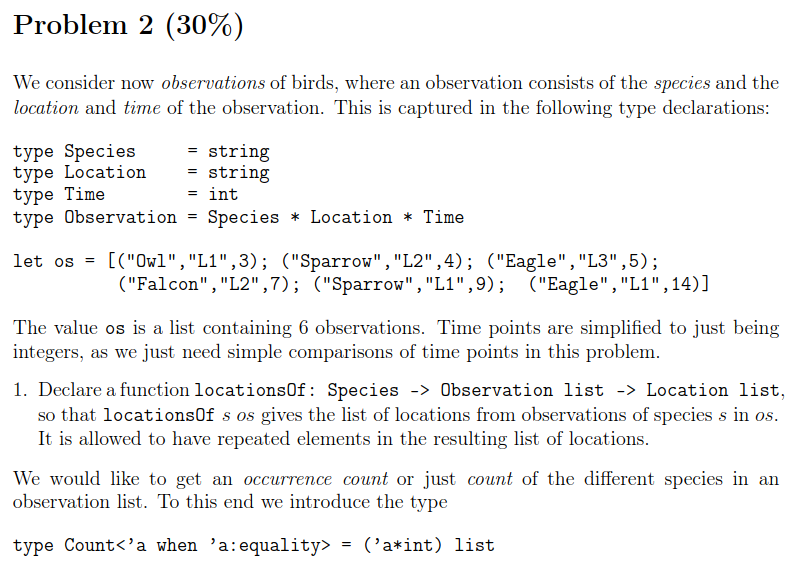 Problem 2 (30%)
We consider now observations of birds, where an observation consists of the species and the
location and time of the observation. This is captured in the following type declarations:
type Species     = string
type Location    = string
type Time        = int
type Observation = Species * Location * Time
let os = [("Owl","L1",3); ("Sparrow","L2",4); ("Eagle","L3",5);
          ("Falcon","L2",7); ("Sparrow","L1",9);  ("Eagle","L1",14)]
The value os is a list containing 6 observations. Time points are simplified to just being
integers, as we just need simple comparisons of time points in this problem.
1. Declare a function locationsOf: Species -> Observation list -> Location list,
so that locationsOf s os gives the list of locations from observations of species s in os.
It is allowed to have repeated elements in the resulting list of locations.
We would like to get an occurrence count or just count of the different species in an
observation list. To this end we introduce the type
type Count<’a when ’a:equality> = (’a*int) list